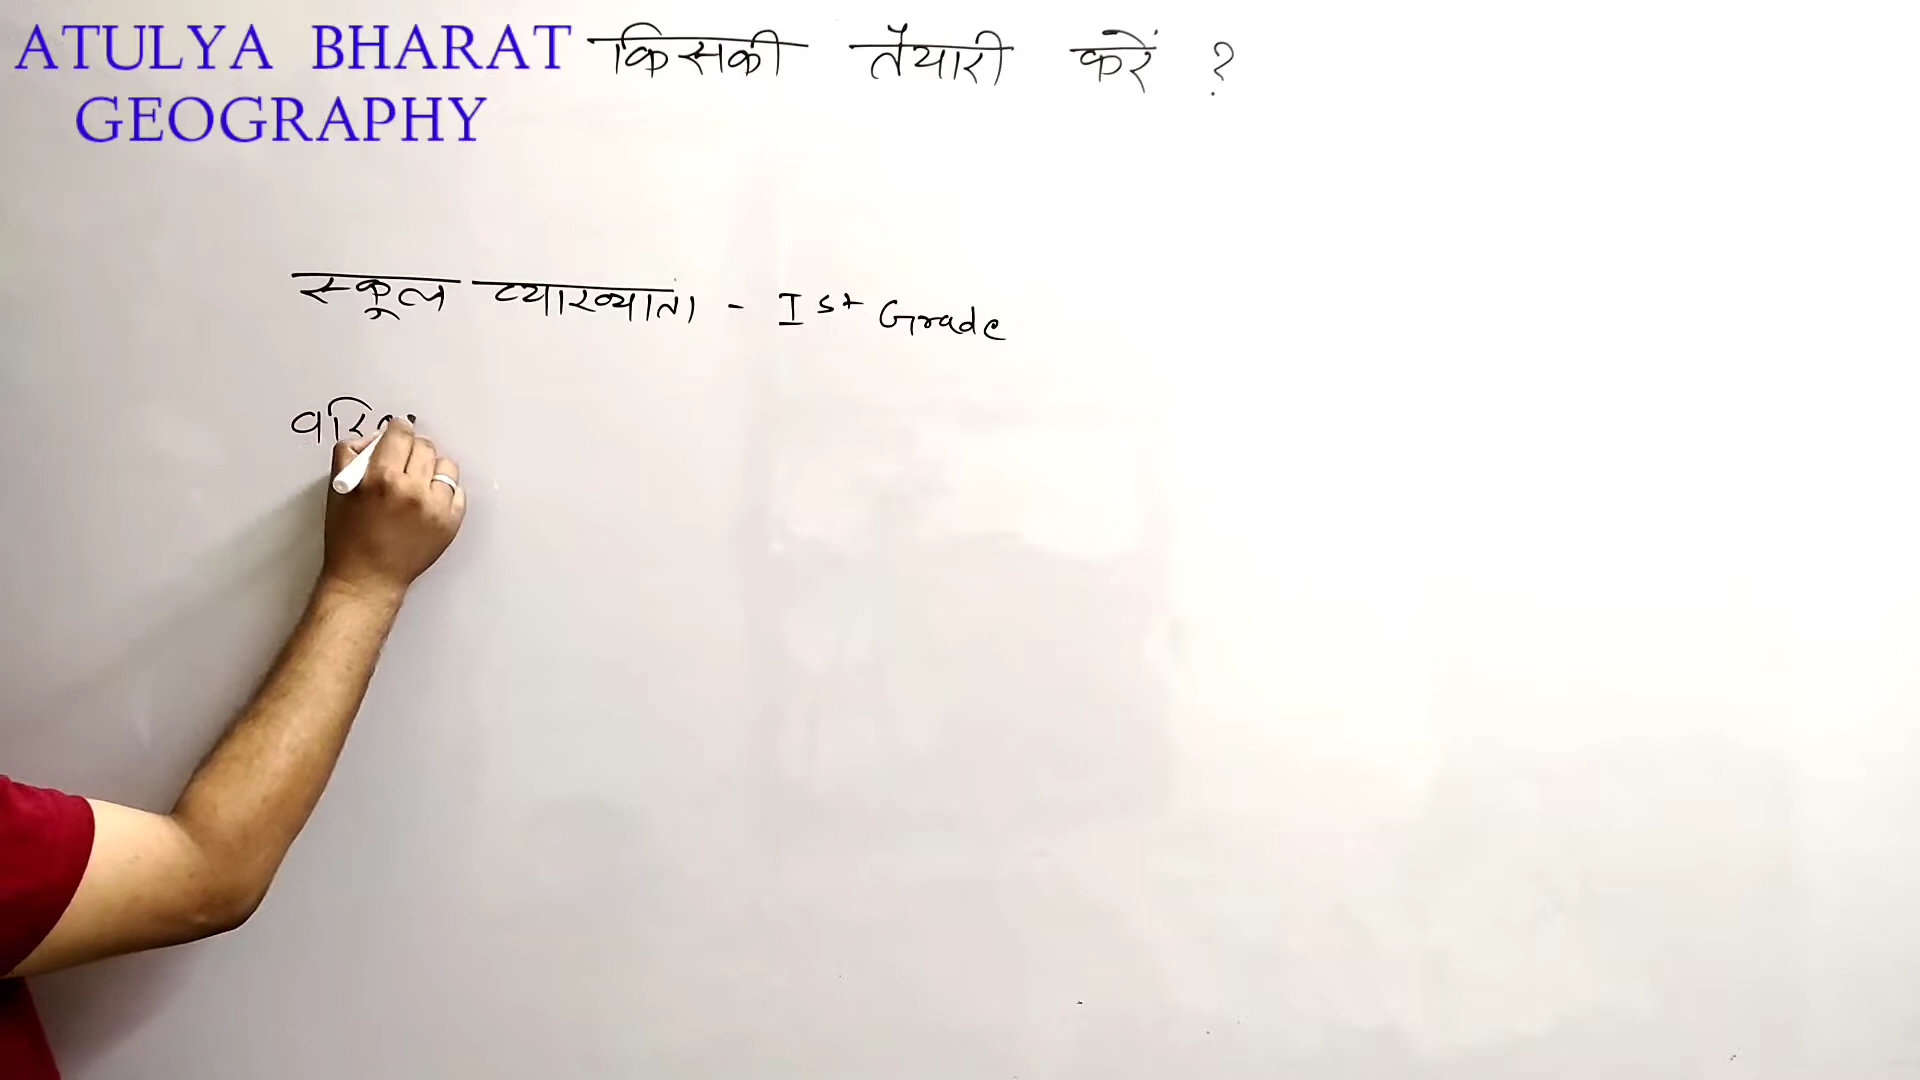 ATULYA BHARAT
GEOGRAPHY
किसकी तैयारी करें ?
स्कूल व्याख्याता - Ist Grade